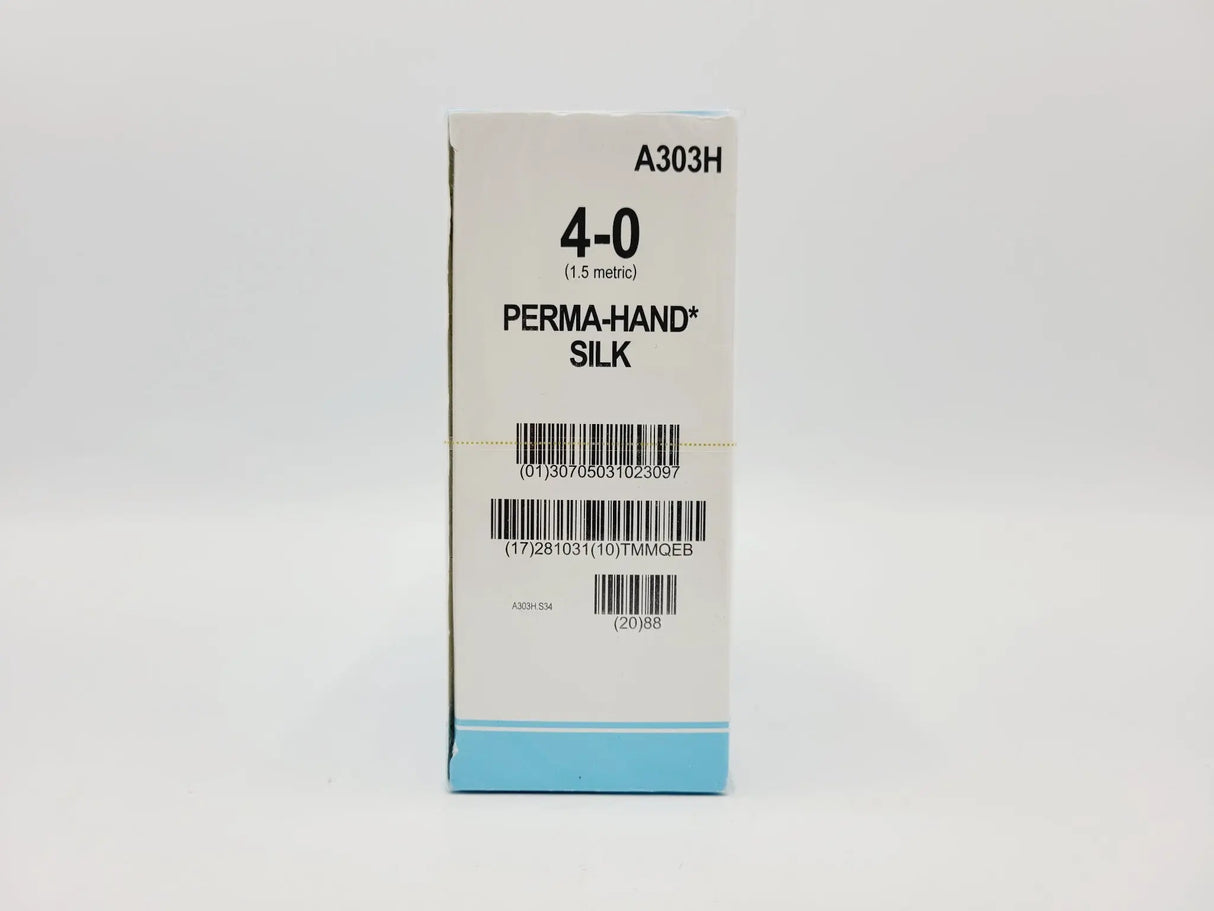 A303H
4-0
(1.5 metric)
PERMA-HAND*
SILK
(01)30705031023097
(17)281031(10)TMMQEB
A303H.S34
(20)88